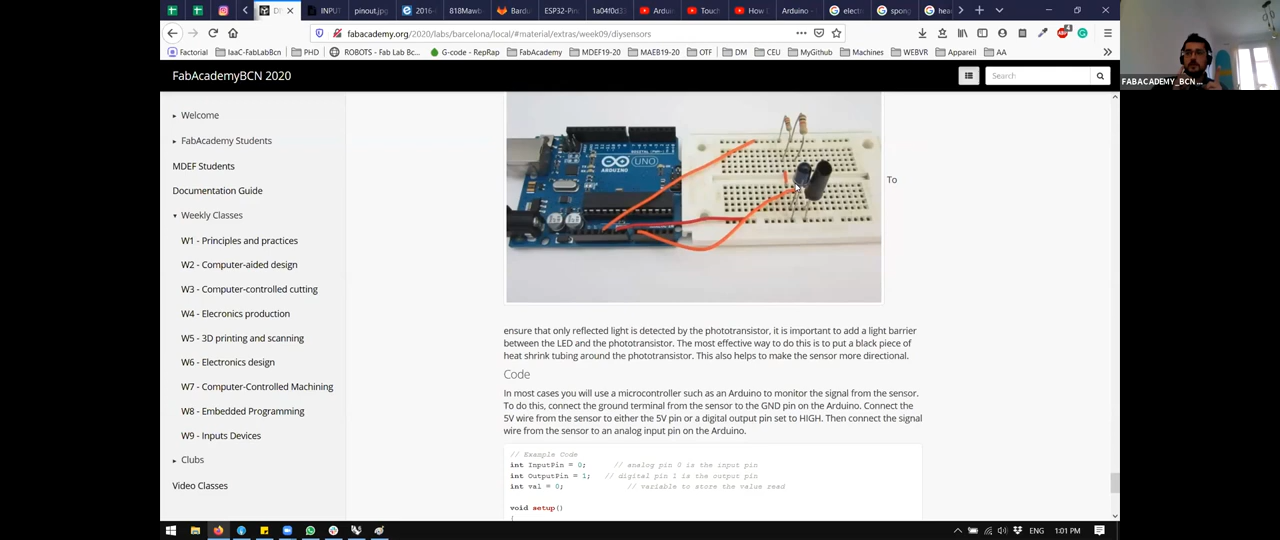 DI
INPUT
pinout.jpg
2016-
818Mawb
Bardu
ESP32-Pin
1a04f0d33
Arduin
Touch
How I
Arduino -
electr
spong
hea
fabacademy.org/2020/labs/barcelona/local/#material/extras/week09/diysensors
Factorial
IaaC-FabLabBcn
PHD
ROBOTS - Fab Lab Bc...
G-code - RepRap
FabAcademy
MDEF19-20
MAEB19-20
OTF
DM
CEU
MyGithub
Machines
WEBVR
Appareil
AA
FABACADEMY_BCN ...
FabAcademyBCN 2020
Search
Welcome
FabAcademy Students
MDEF Students
Documentation Guide
Weekly Classes
W1 - Principles and practices
W2 - Computer-aided design
W3 - Computer-controlled cutting
W4 - Elecronics production
W5 - 3D printing and scanning
W6 - Electronics design
W7 - Computer-Controlled Machining
W8 - Embedded Programming
W9 - Inputs Devices
Clubs
Video Classes
UNO
ARDUINO
To
ensure that only reflected light is detected by the phototransistor, it is important to add a light barrier
between the LED and the phototransistor. The most effective way to do this is to put a black piece of
heat shrink tubing around the phototransistor. This also helps to make the sensor more directional.
Code
In most cases you will use a microcontroller such as an Arduino to monitor the signal from the sensor.
To do this, connect the ground terminal from the sensor to the GND pin on the Arduino. Connect the
5V wire from the sensor to either the 5V pin or a digital output pin set to HIGH. Then connect the signal
wire from the sensor to an analog input pin on the Arduino.
// Example Code
int InputPin = 0; // analog pin 0 is the input pin
int OutputPin = 1; // digital pin 1 is the output pin
int val = 0; // variable to store the value read
void setup()
{
ENG
1:01 PM